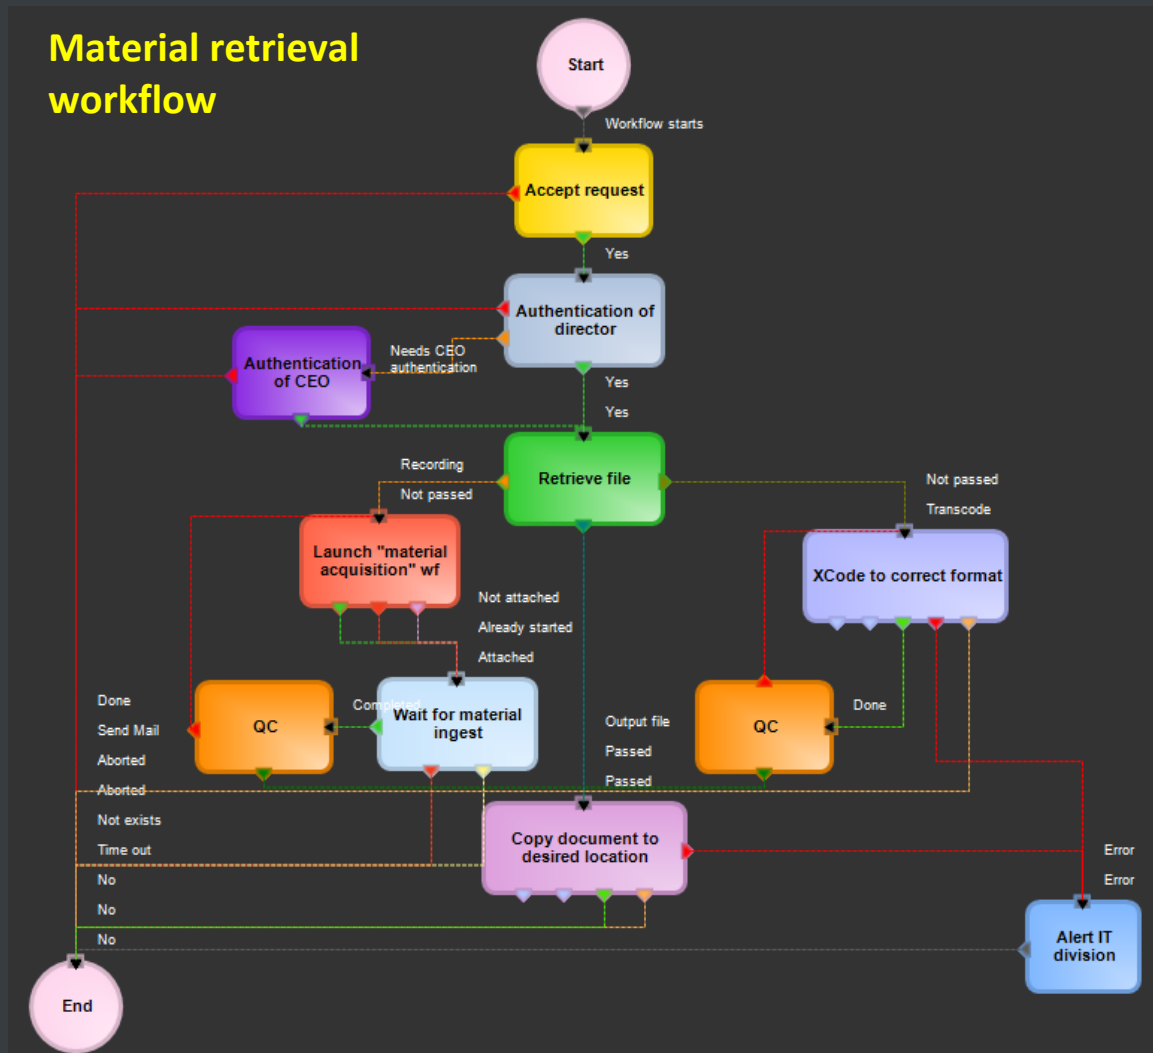 Material retrieval
workflow
Start
Workflow starts
Accept request
Yes
Authentication of
director
Needs CEO
authentication
Authentication
of CEO
Yes
Yes
Retrieve file
Recording
Not passed
Not passed
Transcode
Launch "material
acquisition" wf
XCode to correct format
Not attached
Already started
Attached
Done
Send Mail
Aborted
Aborted
Not exists
Time out
No
No
No
QC
Completed
Wait for material
ingest
Output file
Passed
Passed
QC
Done
Copy document to
desired location
Error
Error
Alert IT
division
End